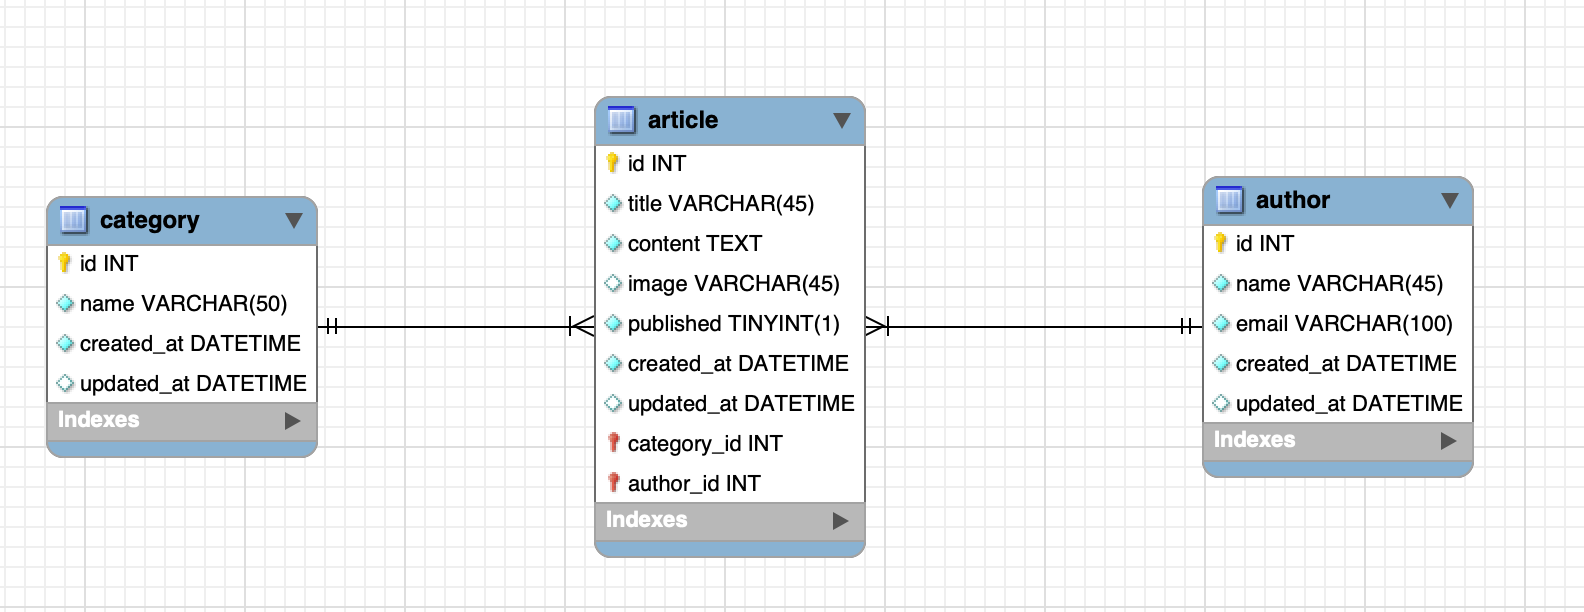 category
id INT
name VARCHAR(50)
created_at DATETIME
updated_at DATETIME
Indexes
article
id INT
title VARCHAR(45)
content TEXT
image VARCHAR(45)
published TINYINT(1)
created_at DATETIME
updated_at DATETIME
category_id INT
author_id INT
Indexes
author
id INT
name VARCHAR(45)
email VARCHAR(100)
created_at DATETIME
updated_at DATETIME
Indexes